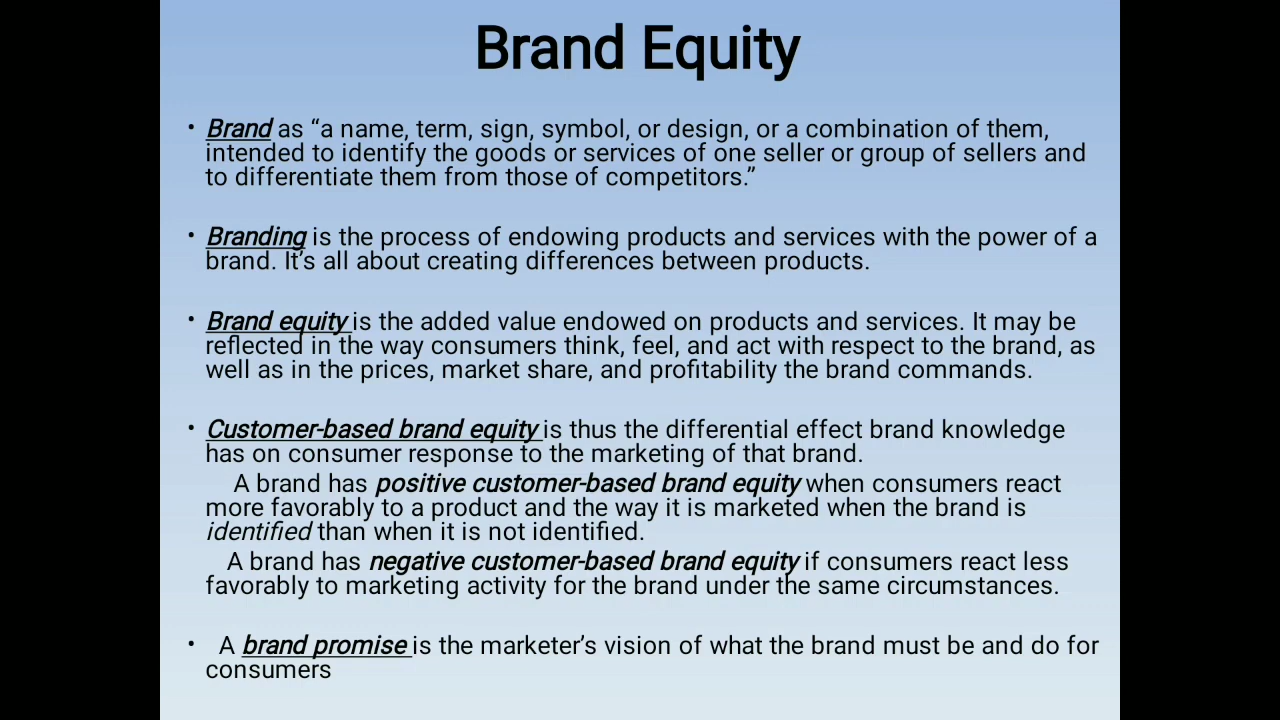 Brand Equity
• Brand as “a name, term, sign, symbol, or design, or a combination of them,
intended to identify the goods or services of one seller or group of sellers and
to differentiate them from those of competitors.”
• Branding is the process of endowing products and services with the power of a
brand. It’s all about creating differences between products.
• Brand equity is the added value endowed on products and services. It may be
reflected in the way consumers think, feel, and act with respect to the brand, as
well as in the prices, market share, and profitability the brand commands.
• Customer-based brand equity is thus the differential effect brand knowledge
has on consumer response to the marketing of that brand.
A brand has positive customer-based brand equity when consumers react
more favorably to a product and the way it is marketed when the brand is
identified than when it is not identified.
A brand has negative customer-based brand equity if consumers react less
favorably to marketing activity for the brand under the same circumstances.
• A brand promise is the marketer’s vision of what the brand must be and do for
consumers